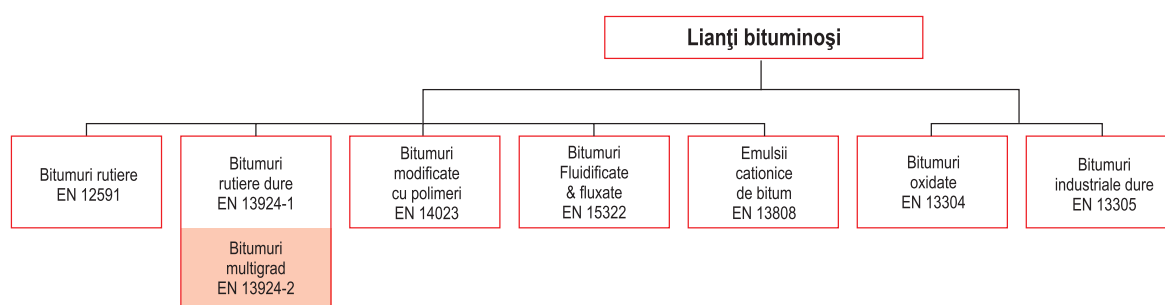 Lianţi bituminoşi
Bitumuri rutiere
EN 12591
Bitumuri
rutiere dure
EN 13924-1
Bitumuri
multigrad
EN 13924-2
Bitumuri
modificate
cu polimeri
EN 14023
Bitumuri
Fluidificate
& fluxate
EN 15322
Emulsii
cationice
de bitum
EN 13808
Bitumuri
oxidate
EN 13304
Bitumuri
industriale dure
EN 13305